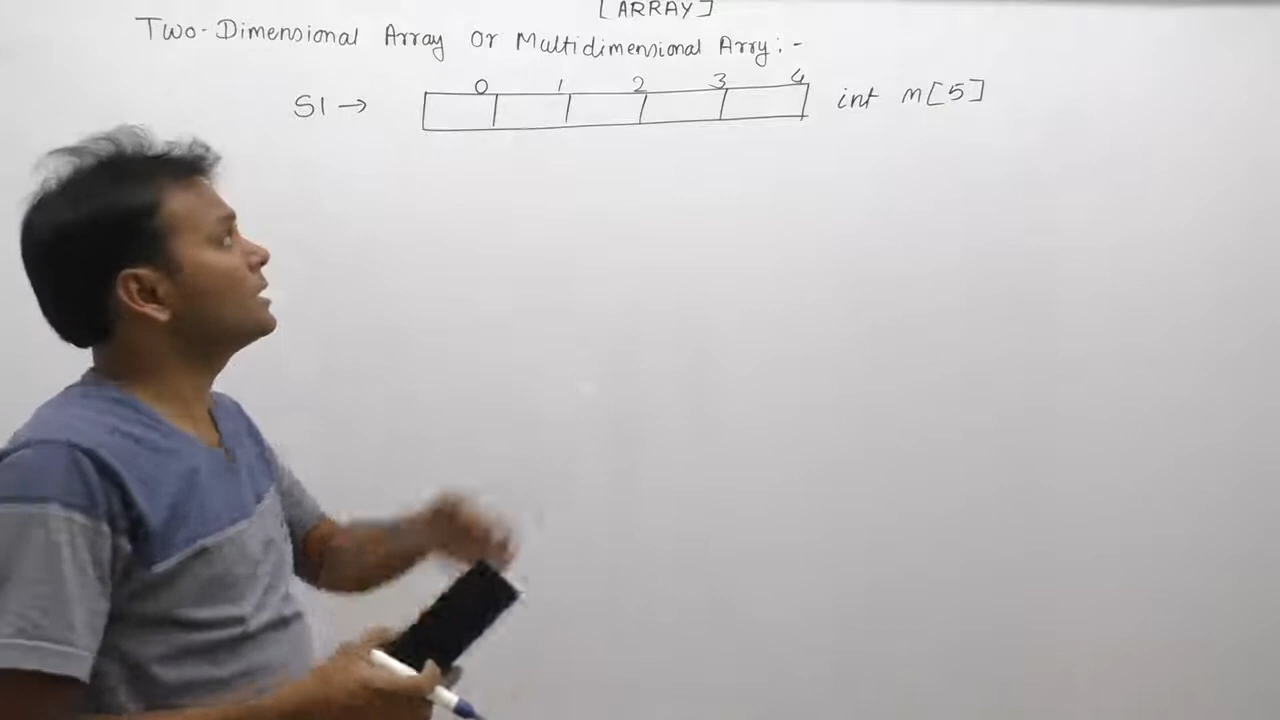 [ARRAY]
Two-Dimensional Array Or Multidimensional Arry:-
0 1 2 3 4
S1 → int m[5]